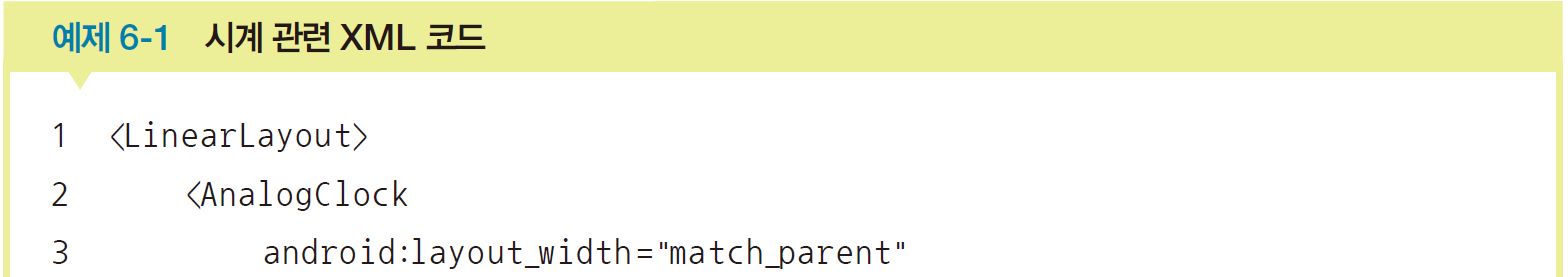 예제 6-1 시계 관련 XML 코드
1 <LinearLayout>
2 <AnalogClock
3 android:layout_width="match_parent"